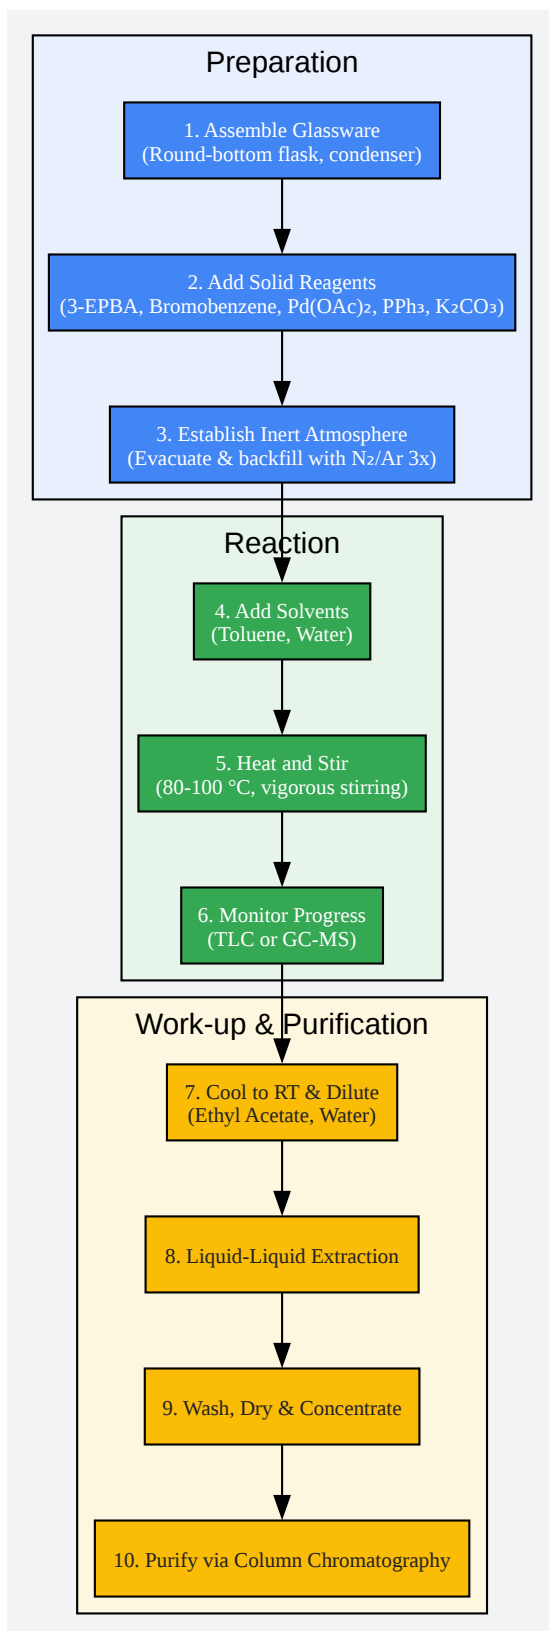 Preparation
1. Assemble Glassware
(Round-bottom flask, condenser)
2. Add Solid Reagents
(3-EPBA, Bromobenzene, Pd(OAc)₂, PPh₃, K₂CO₃)
3. Establish Inert Atmosphere
(Evacuate & backfill with N₂/Ar 3x)
Reaction
4. Add Solvents
(Toluene, Water)
5. Heat and Stir
(80-100 °C, vigorous stirring)
6. Monitor Progress
(TLC or GC-MS)
Work-up & Purification
7. Cool to RT & Dilute
(Ethyl Acetate, Water)
8. Liquid-Liquid Extraction
9. Wash, Dry & Concentrate
10. Purify via Column Chromatography